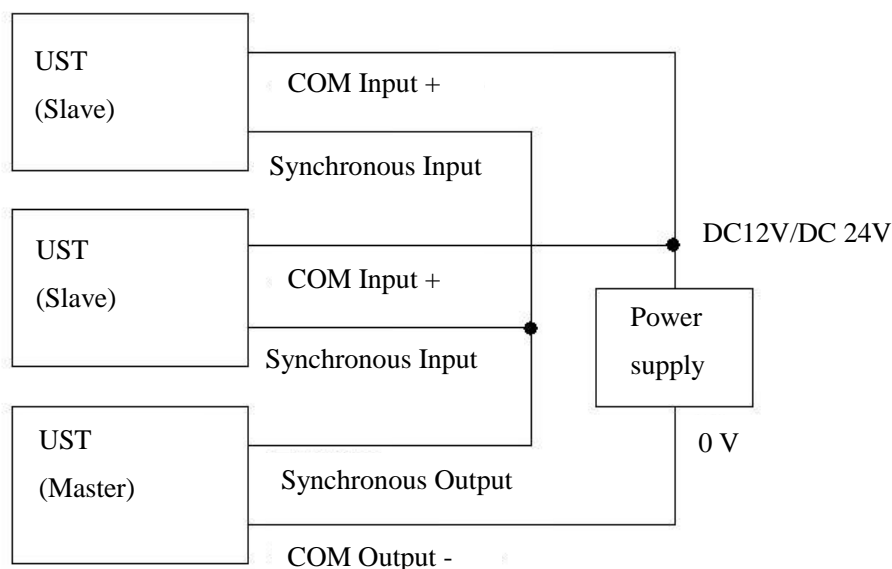 UST
(Slave)
COM Input +
Synchronous Input
UST
(Slave)
COM Input +
Synchronous Input
DC12V/DC 24V
Power
supply
0 V
UST
(Master)
Synchronous Output
COM Output -